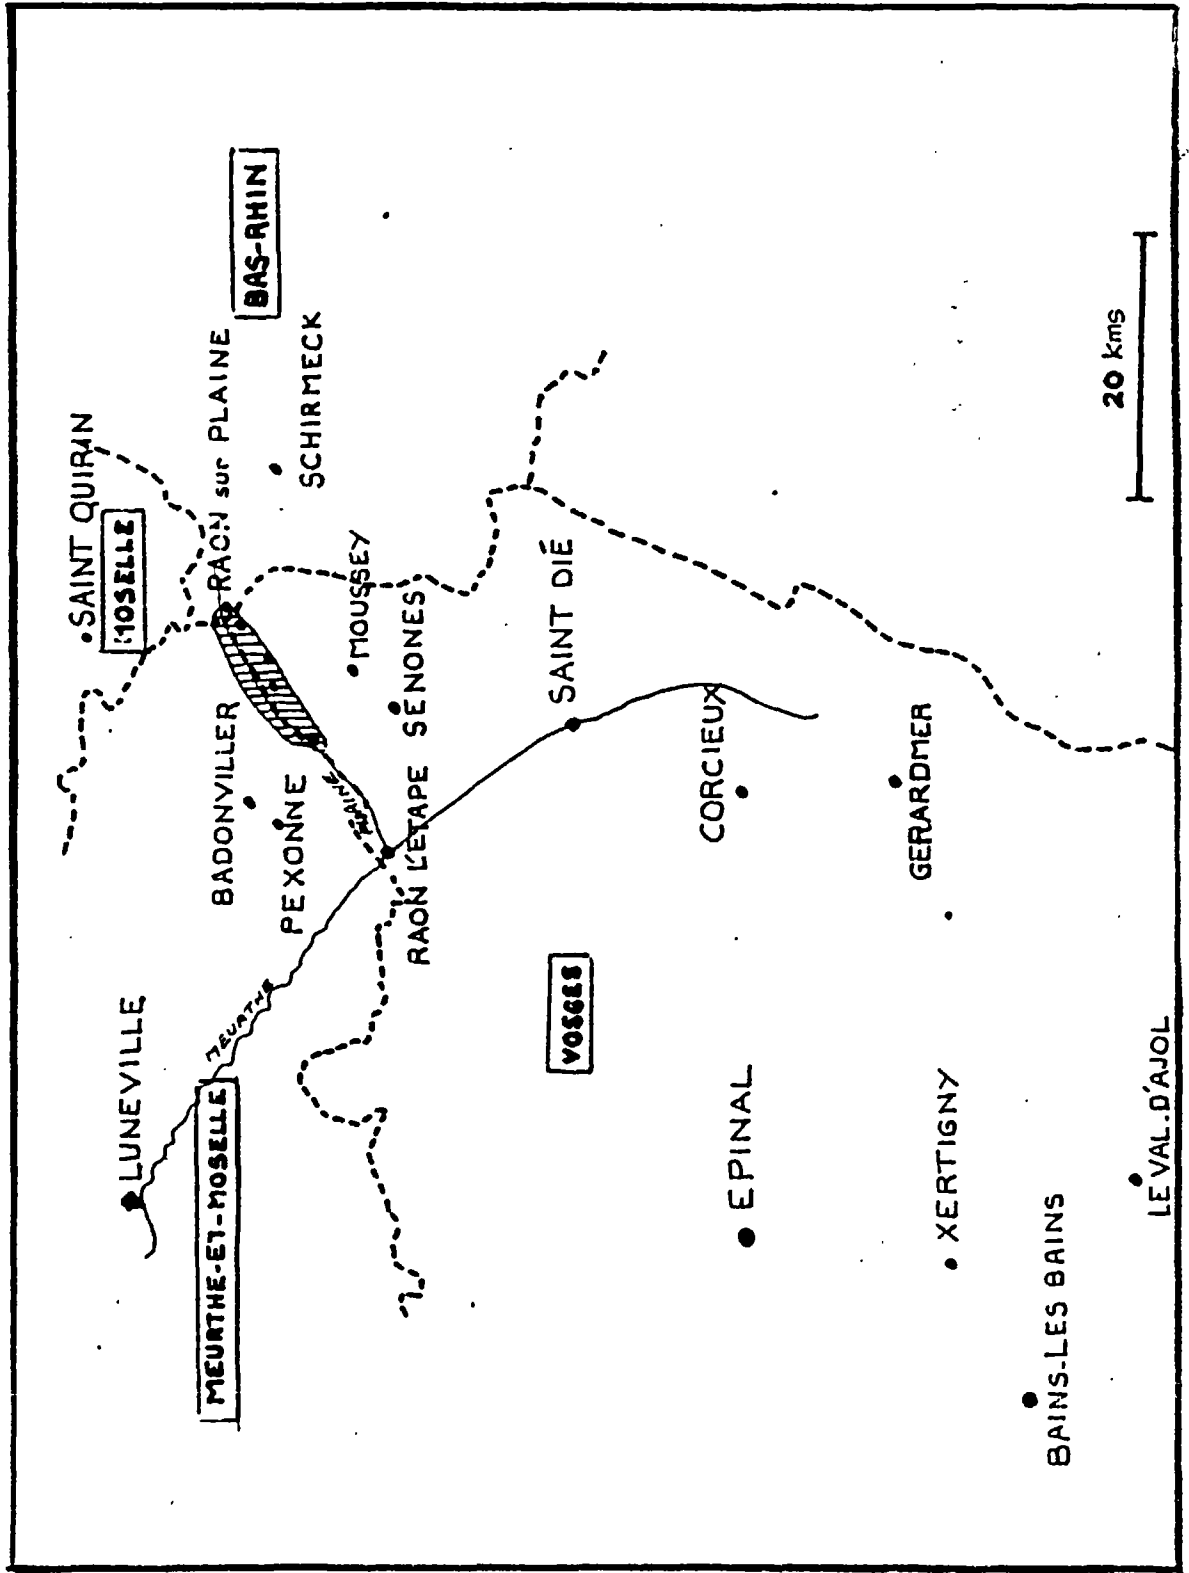 SAINT QUIRIN
MOSELLE
LUNEVILLE
MEURTHE-ET-MOSELLE
MEURTHE
BADONVILLER
RAON sur PLAINE
BAS-RHIN
PEXONNE
SCHIRMECK
PLAINE
MOUSSEY
RAON L'ETAPE
SENONES
SAINT DIÉ
VOSGES
CORCIEUX
EPINAL
GERARDMER
XERTIGNY
BAINS-LES BAINS
LE VAL.D'AJOL
20 kms